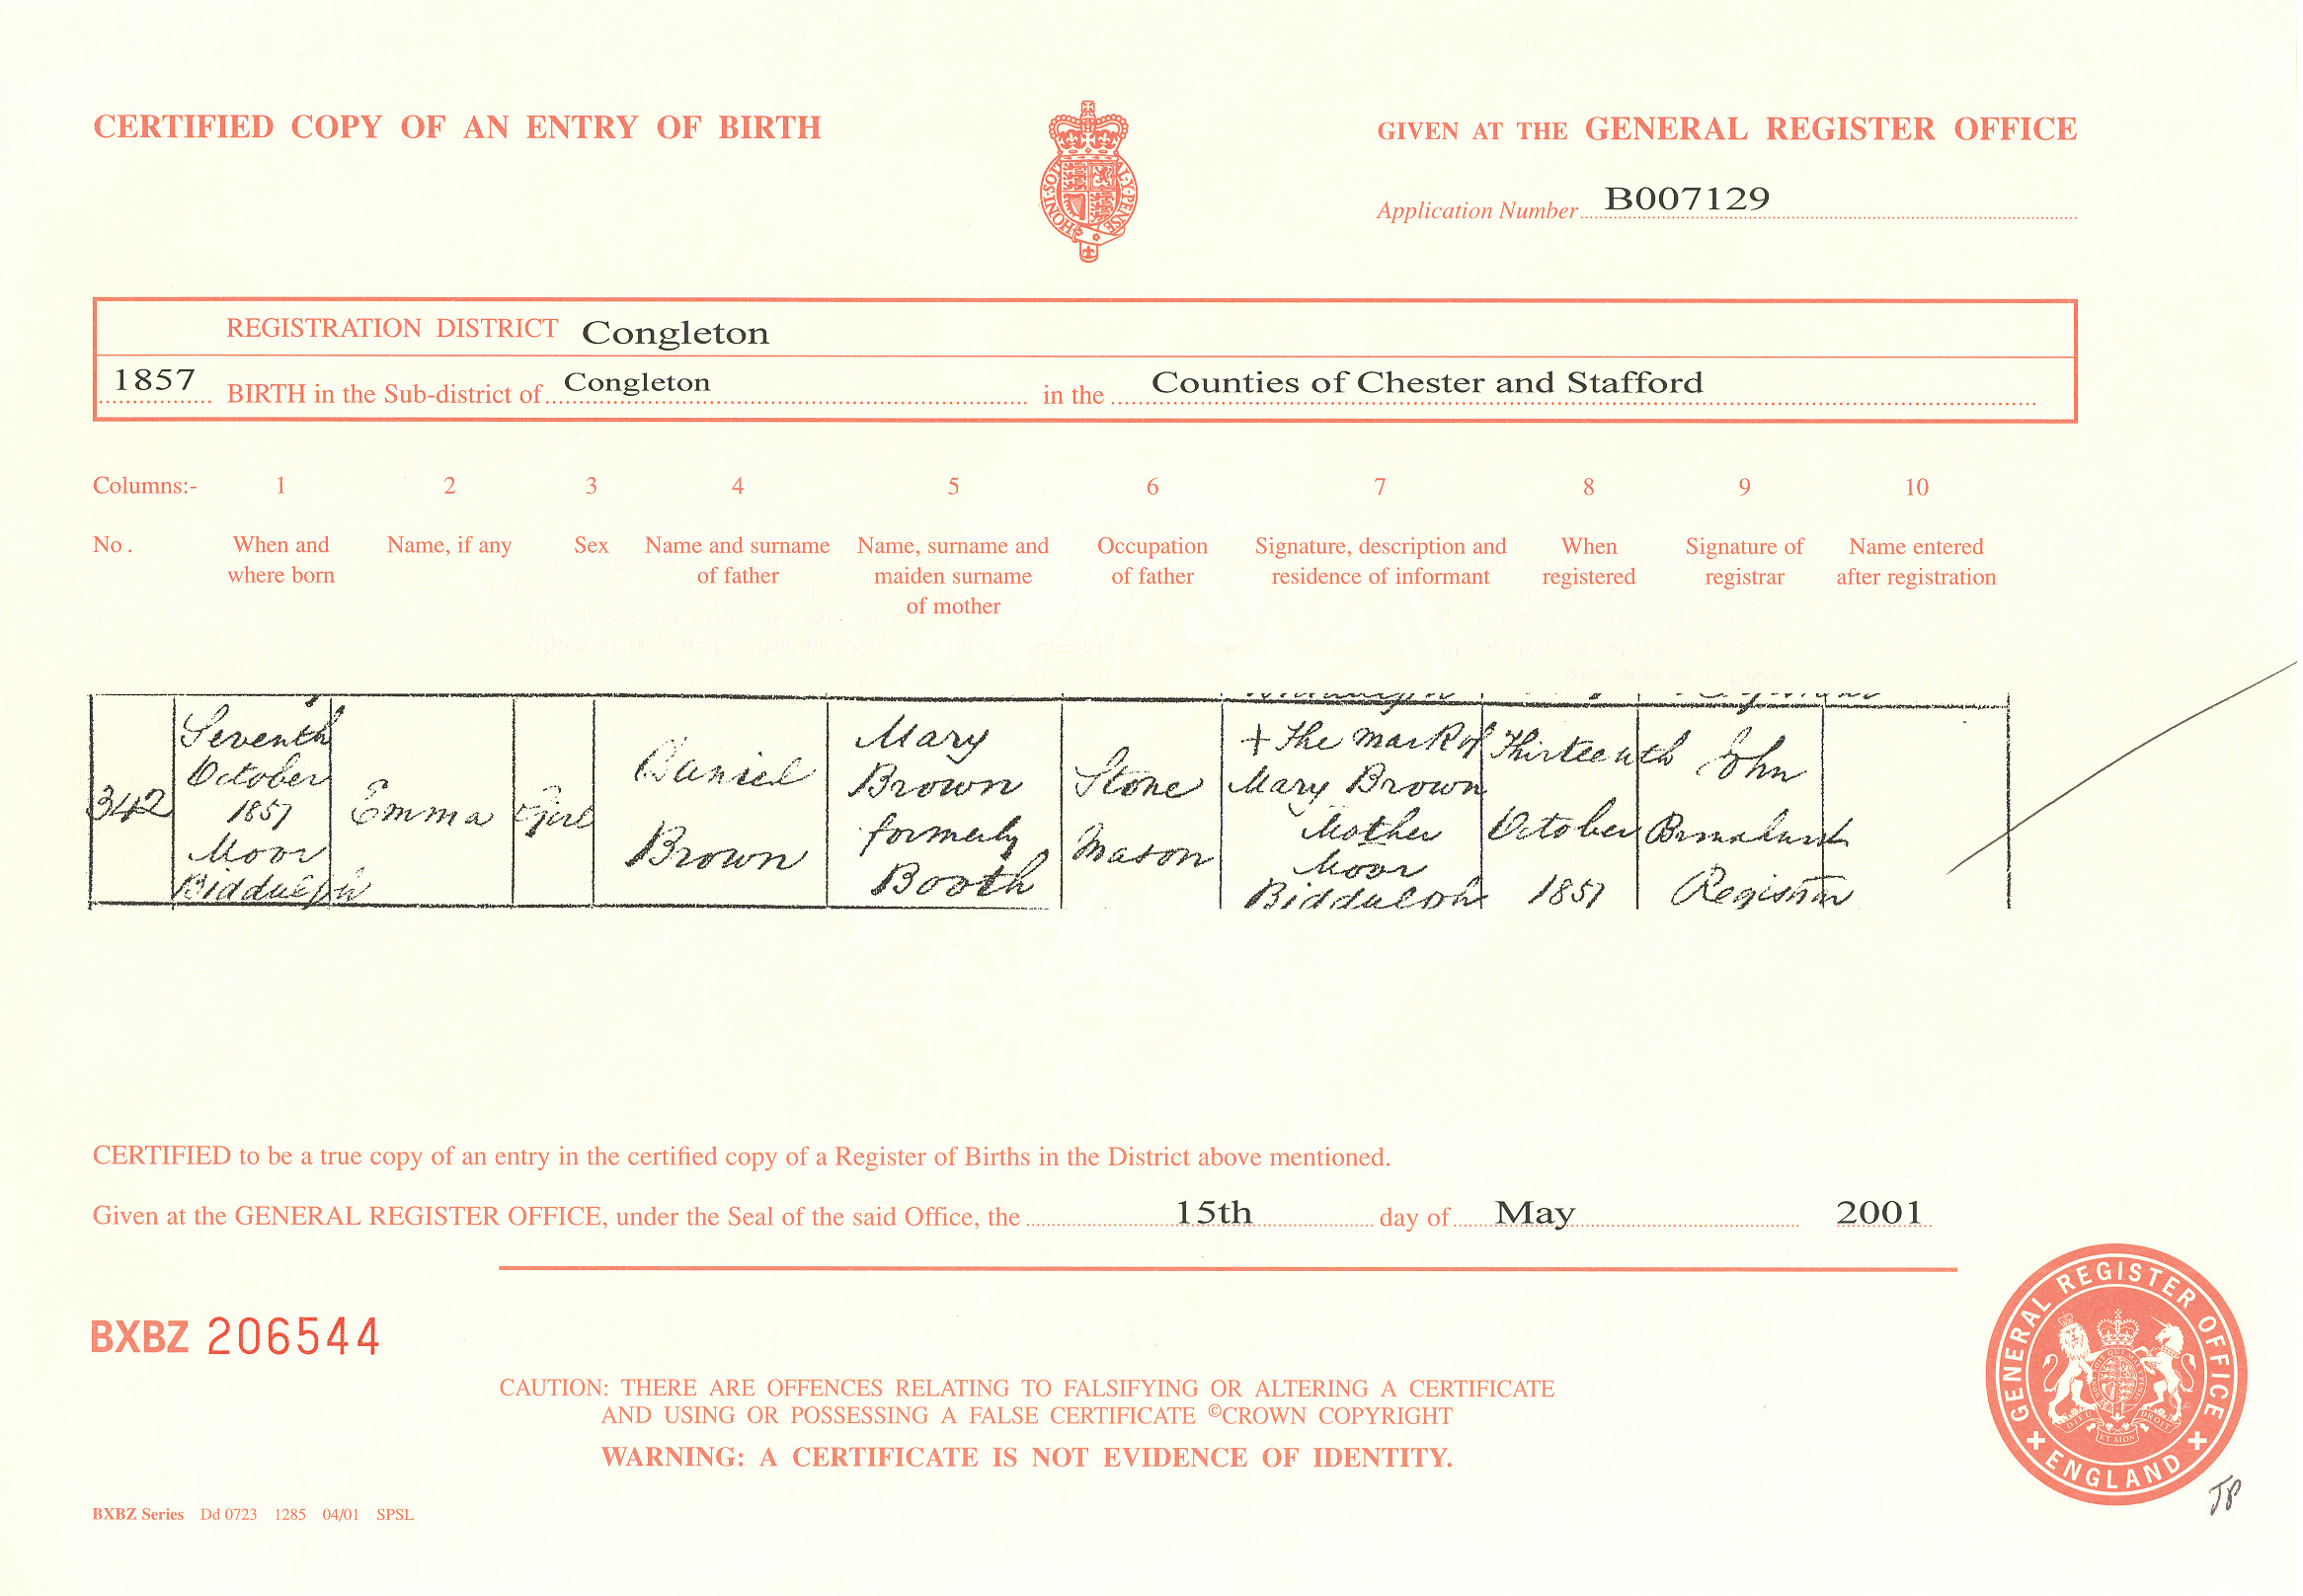 CERTIFIED COPY OF AN ENTRY OF BIRTH
GIVEN AT THE GENERAL REGISTER OFFICE
Application Number B007129
REGISTRATION DISTRICT Congleton
1857 BIRTH in the Sub-district of Congleton in the Counties of Chester and Stafford
Columns:- 1 2 3 4 5 6 7 8 9 10
No. When and where born
Name, if any
Sex
Name and surname of father
Name, surname and maiden surname of mother
Occupation of father
Signature, description and residence of informant
When registered
Signature of registrar
Name entered after registration
342
Seventh
October
1857
Moor
Biddulph
Emma
Girl
Daniel
Brown
Mary
Brown
formerly
Booth
Stone
Mason
+ The mark of
Mary Brown
Mother
Moor
Biddulph
Thirteenth
October
1857
John
Registrar
CERTIFIED to be a true copy of an entry in the certified copy of a Register of Births in the District above mentioned.
Given at the GENERAL REGISTER OFFICE, under the Seal of the said Office, the 15th day of May 2001
BXBZ 206544
CAUTION: THERE ARE OFFENCES RELATING TO FALSIFYING OR ALTERING A CERTIFICATE
AND USING OR POSSESSING A FALSE CERTIFICATE ©CROWN COPYRIGHT
WARNING: A CERTIFICATE IS NOT EVIDENCE OF IDENTITY.
GENERAL REGISTER OFFICE
ENGLAND
BXBZ Series Dd 0723 1285 04/01 SPSL